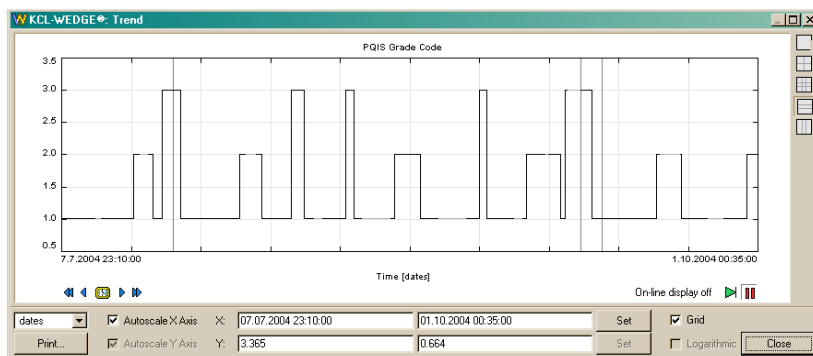 KCL-WEDGE®: Trend
PQIS Grade Code
3.5
3.0
2.5
2.0
1.5
1.0
0.5
7.7.2004 23:10:00 1.10.2004 00:35:00
Time [dates]
On-line display off
dates Autoscale X Axis X: 07.07.2004 23:10:00 01.10.2004 00:35:00 Set Grid
Print... Autoscale Y Axis Y: 3.365 0.664 Set Logarithmic Close